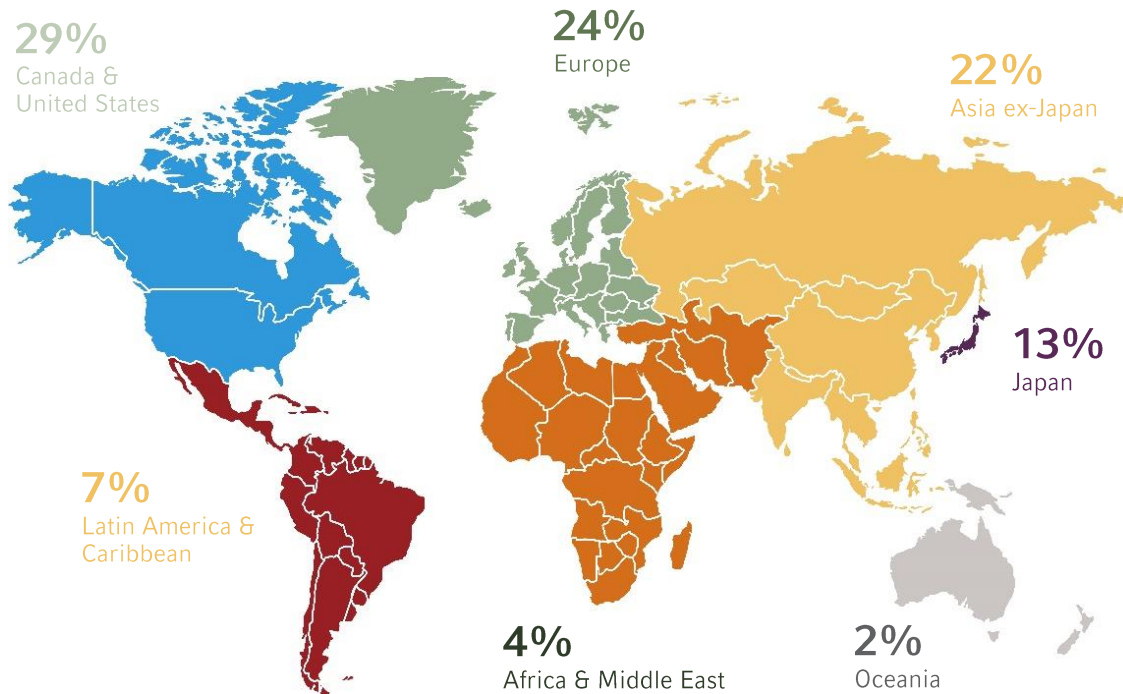 29%
Canada &
United States
24%
Europe
22%
Asia ex-Japan
13%
Japan
7%
Latin America &
Caribbean
4%
Africa & Middle East
2%
Oceania